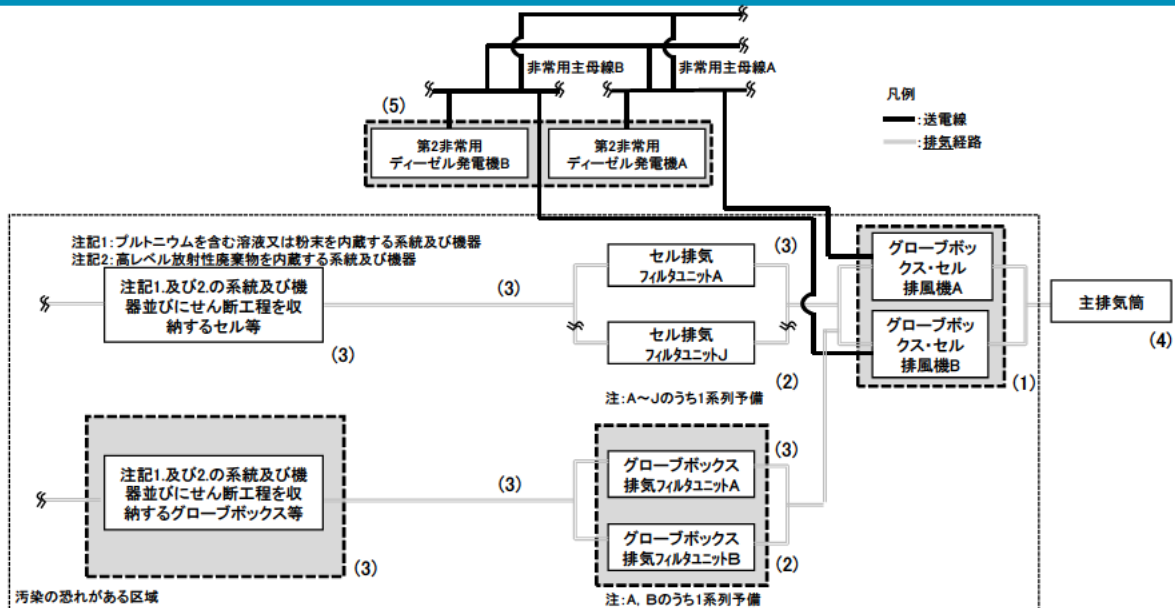 非常用主母線B
非常用主母線A
凡例
:送電線
:排気経路
(5)
第2非常用
ディーゼル発電機B
第2非常用
ディーゼル発電機A
注記1:プルトニウムを含む溶液又は粉末を内蔵する系統及び機器
注記2:高レベル放射性廃棄物を内蔵する系統及び機器
注記1.及び2.の系統及び機
器並びにせん断工程を収
納するセル等
(3)
(3)
セル排気
フィルタユニットA
(3)
セル排気
フィルタユニットJ
(2)
注:A～Jのうち1系列予備
グローブボッ
クス・セル
排風機A
グローブボッ
クス・セル
排風機B
(1)
主排気筒
(4)
注記1.及び2.の系統及び機
器並びにせん断工程を収
納するグローブボックス等
(3)
(3)
グローブボックス
排気フィルタユニットA
(3)
グローブボックス
排気フィルタユニットB
(2)
注:A, Bのうち1系列予備
汚染の恐れがある区域